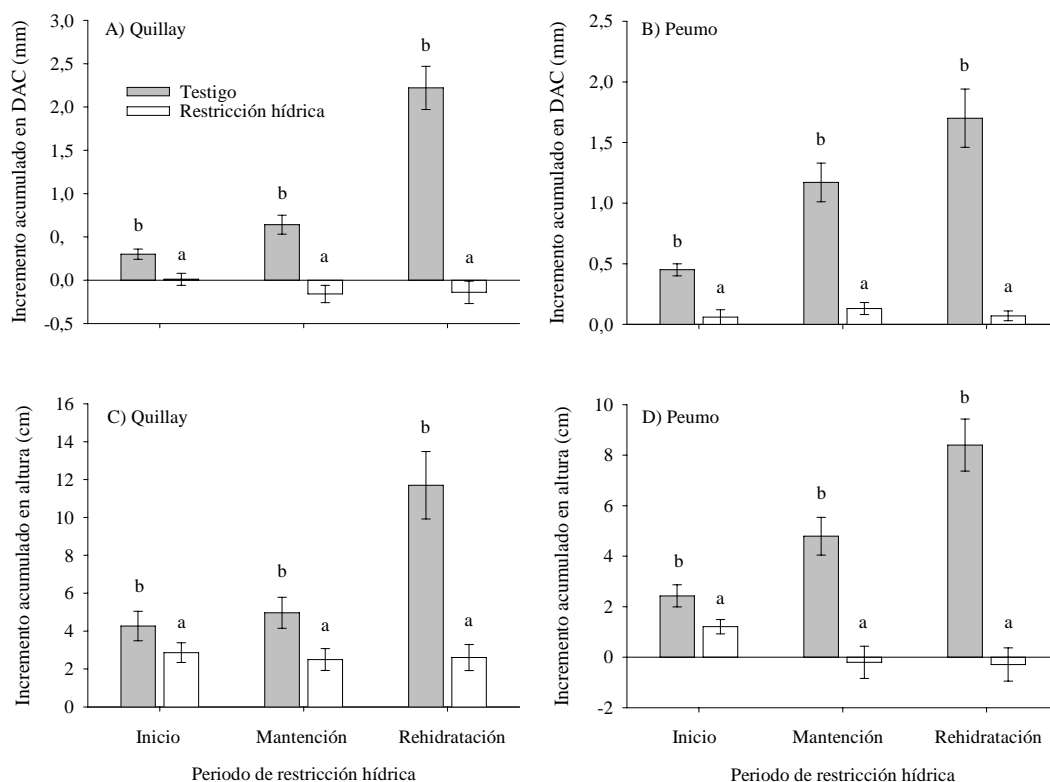 A) Quillay
Testigo
Restricción hídrica
Incremento acumulado en DAC (mm)
3,0
2,5
2,0
1,5
1,0
0,
0,0
-0,5
b
a
b
a
b
a
B) Peumo
Incremento acumulado en DAC (mm)
2,5
2,0
1,5
1,0
0,5
0,0
b
a
b
a
b
a
C) Quillay
Incremento acumulado en altura (cm)
16
14
12
10
8
6
4
2
0
b
a
b
a
b
a
Inicio
Mantención
Rehidratación
Periodo de restricción hídrica
D) Peumo
Incremento acumulado en altura (cm)
10
8
6
4
2
0
-2
b
a
b
a
b
a
Inicio
Mantención
Rehidratación
Periodo de restricción hídrica